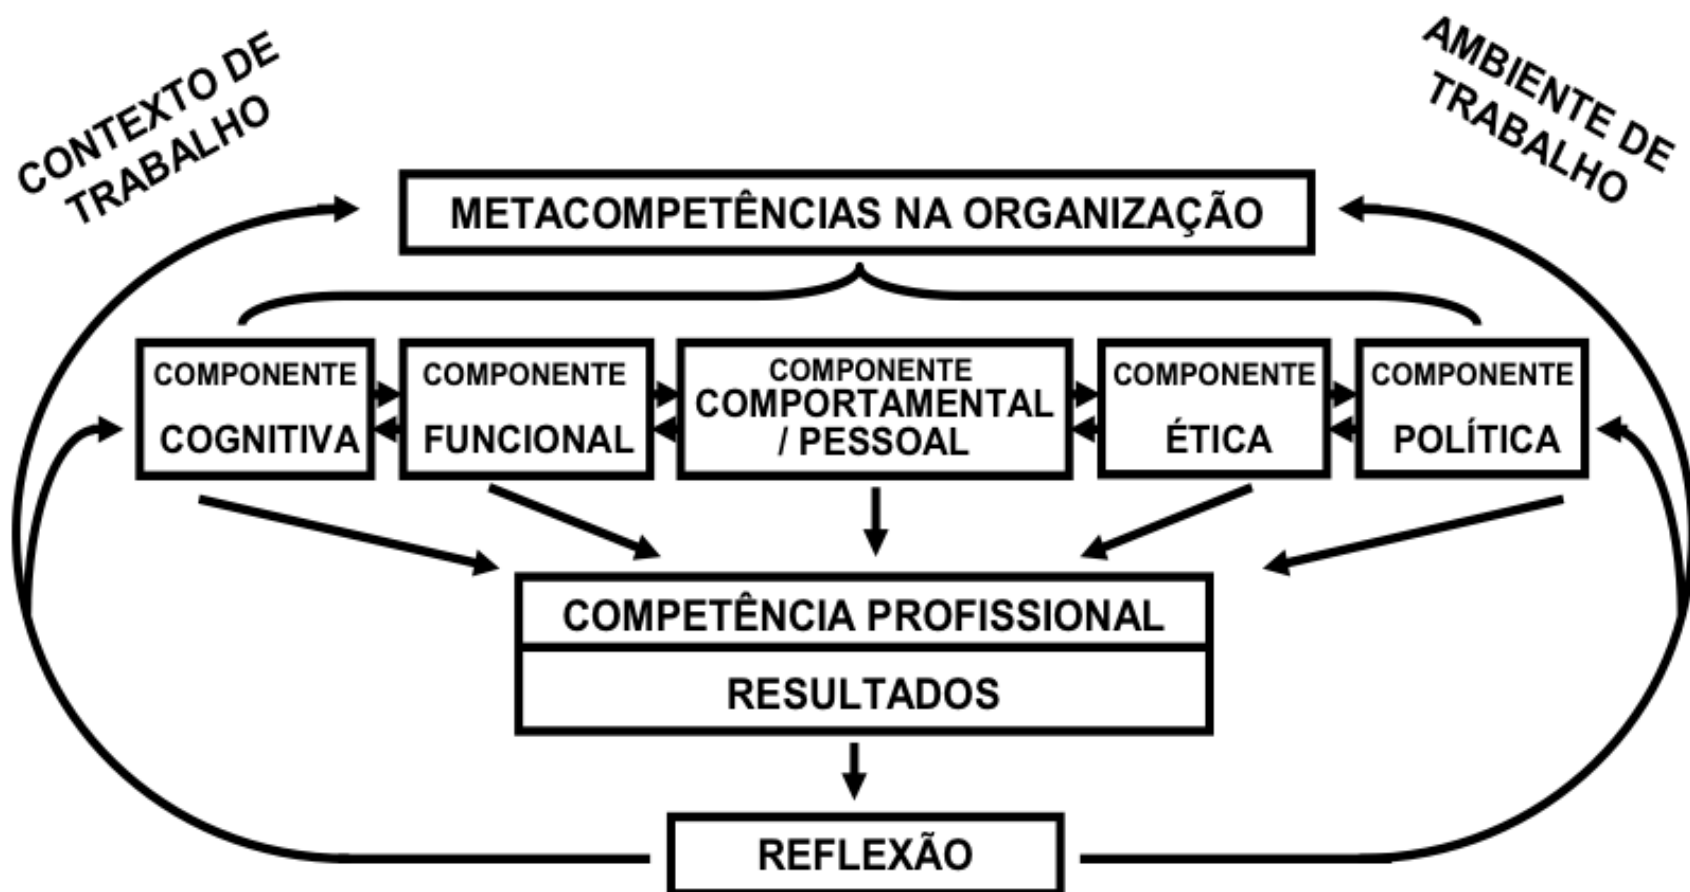 CONTEXTO DE
TRABALHO
AMBIENTE DE
TRABALHO
METACOMPETÊNCIAS NA ORGANIZAÇÃO
COMPONENTE
COGNITIVA
COMPONENTE
FUNCIONAL
COMPONENTE
COMPORTAMENTAL
/ PESSOAL
COMPONENTE
ÉTICA
COMPONENTE
POLÍTICA
COMPETÊNCIA PROFISSIONAL
RESULTADOS
REFLEXÃO